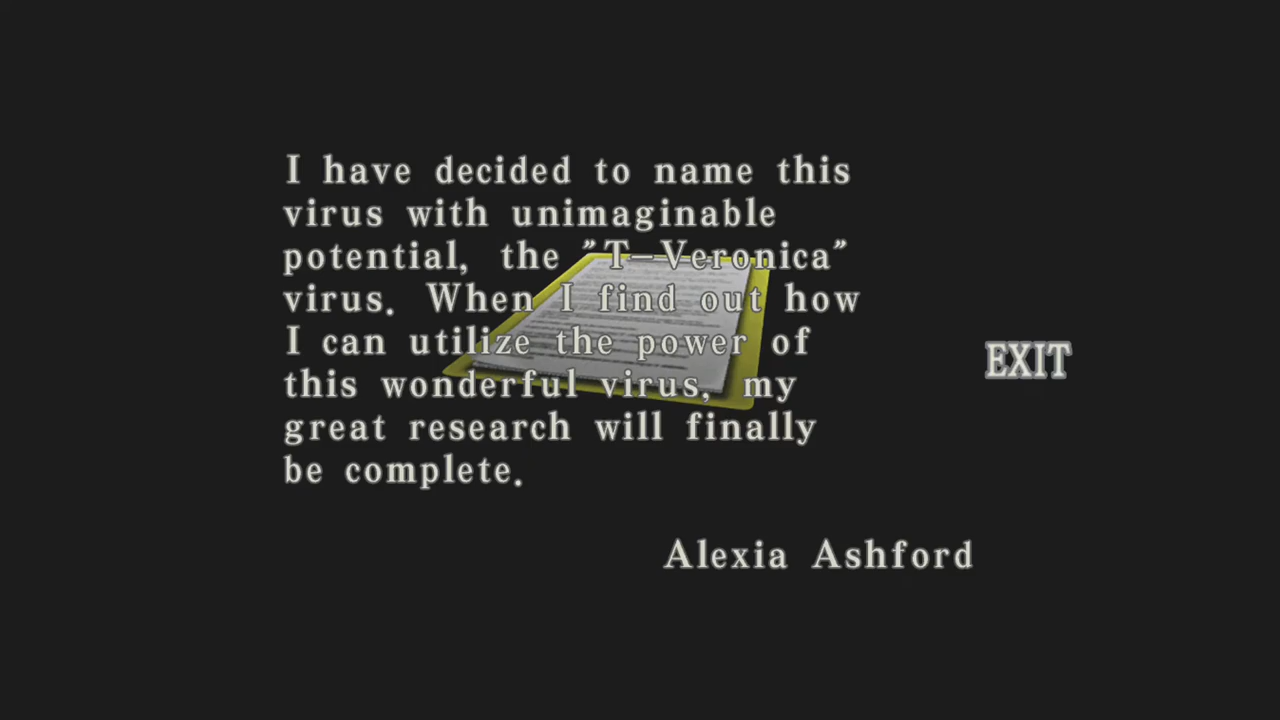 I have decided to name this
virus with unimaginable
potential, the "T-Veronica"
virus. When I find out how
I can utilize the power of
this wonderful virus, my
great research will finally
be complete.
EXIT
Alexia Ashford